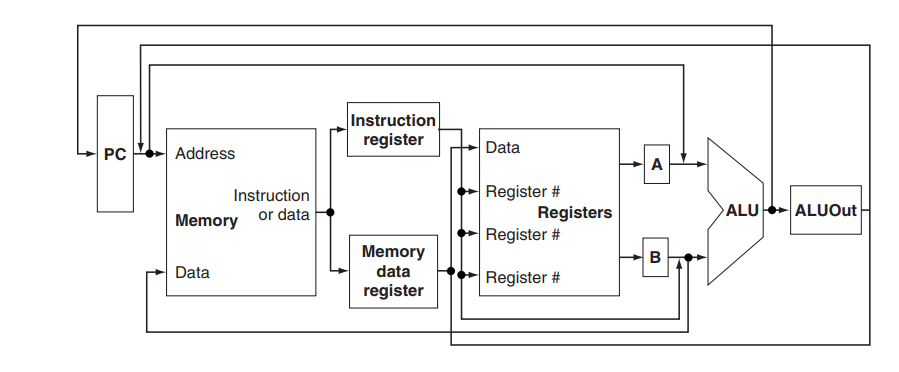 PC
Address
Instruction
or data
Memory
Data
Instruction
register
Memory
data
register
Data
Register #
Registers
Register #
Register #
A
B
ALU
ALUOut